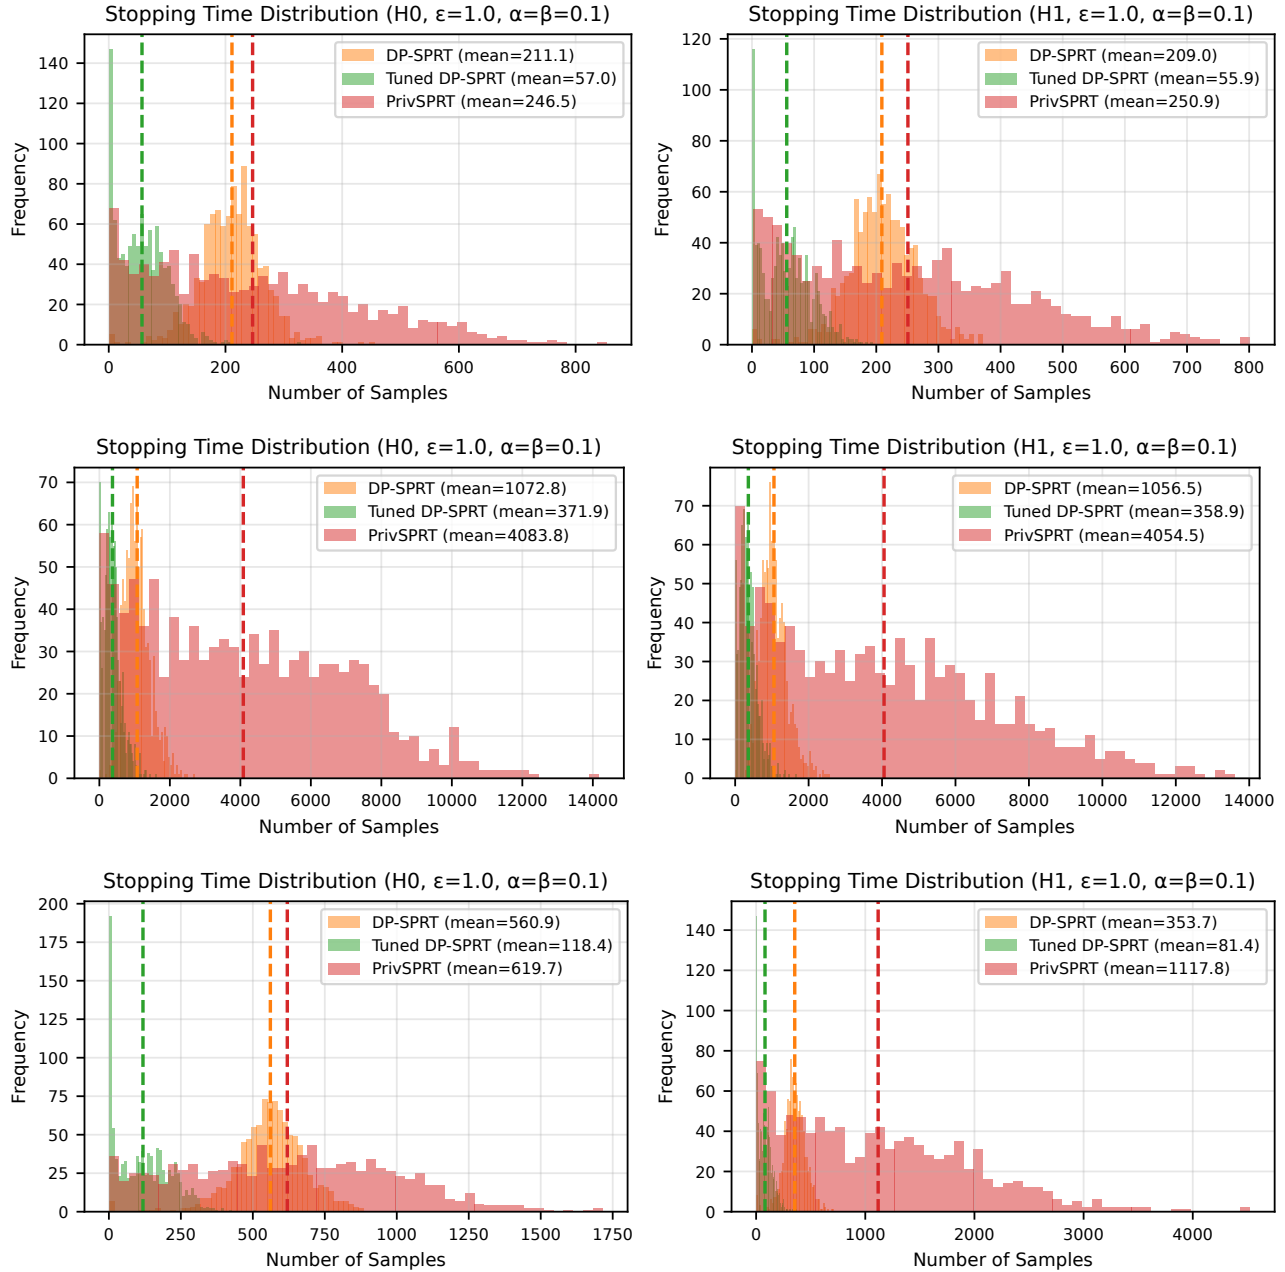 Stopping Time Distribution (H0, ε=1.0, α=β=0.1)
DP-SPRT (mean=211.1)
Tuned DP-SPRT (mean=57.0)
PrivSPRT (mean=246.5)
Frequency
0
20
40
60
80
100
120
140
0 200 400 600 800
Number of Samples
Stopping Time Distribution (H1, ε=1.0, α=β=0.1)
DP-SPRT (mean=209.0)
Tuned DP-SPRT (mean=55.9)
PrivSPRT (mean=250.9)
Frequency
0
20
40
60
80
100
120
0 100 200 300 400 500 600 700 800
Number of Samples
Stopping Time Distribution (H0, ε=1.0, α=β=0.1)
DP-SPRT (mean=1072.8)
Tuned DP-SPRT (mean=371.9)
PrivSPRT (mean=4083.8)
Frequency
0
10
20
30
40
50
60
70
0 2000 4000 6000 8000 10000 12000 14000
Number of Samples
Stopping Time Distribution (H1, ε=1.0, α=β=0.1)
DP-SPRT (mean=1056.5)
Tuned DP-SPRT (mean=358.9)
PrivSPRT (mean=4054.5)
Frequency
0
10
20
30
40
50
60
70
0 2000 4000 6000 8000 10000 12000 14000
Number of Samples
Stopping Time Distribution (H0, ε=1.0, α=β=0.1)
DP-SPRT (mean=560.9)
Tuned DP-SPRT (mean=118.4)
PrivSPRT (mean=619.7)
Frequency
0
25
50
75
100
125
150
175
200
0 250 500 750 1000 1250 1500 1750
Number of Samples
Stopping Time Distribution (H1, ε=1.0, α=β=0.1)
DP-SPRT (mean=353.7)
Tuned DP-SPRT (mean=81.4)
PrivSPRT (mean=1117.8)
Frequency
0
20
40
60
80
100
120
140
0 1000 2000 3000 4000
Number of Samples